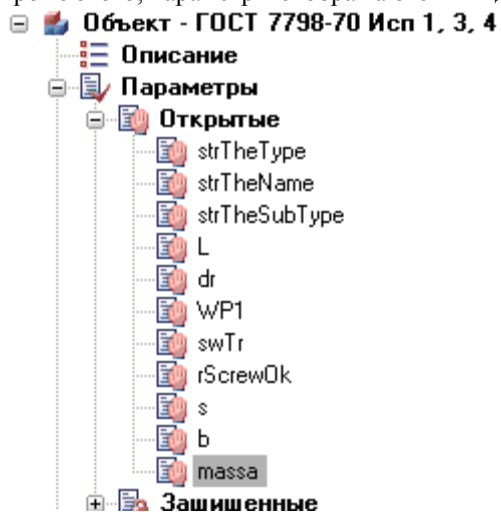 Объект - ГОСТ 7798-70 Исп 1, 3, 4
Описание
Параметры
Открытые
strTheType
strTheName
strTheSubType
L
dr
WP1
swTr
rScrewOk
s
b
massa
Защищенные